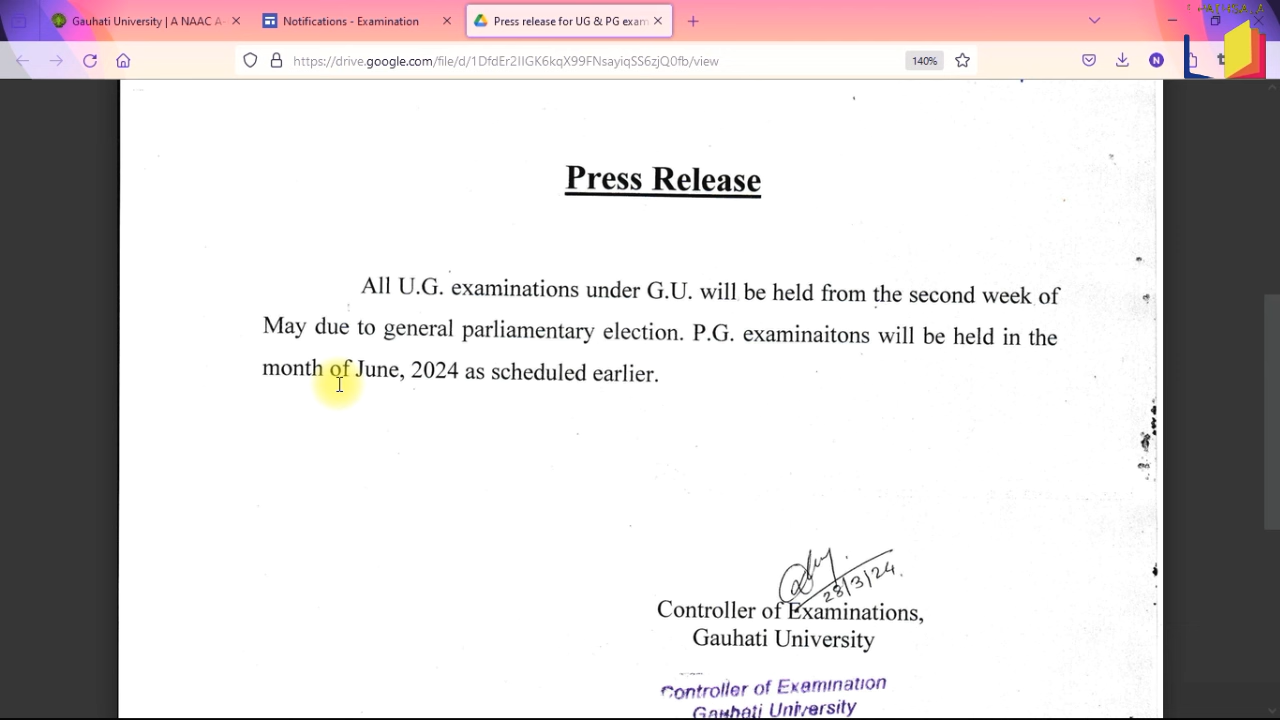 Gauhati University | A NAAC A
Notifications - Examination
Press release for UG & PG exam
https://drive.google.com/file/d/1DfdEr2IIGK6kqX99FNsayiqSS6zjQ0fb/view
140%
N
Press Release
All U.G. examinations under G.U. will be held from the second week of
May due to general parliamentary election. P.G. examinaitons will be held in the
month of June, 2024 as scheduled earlier.
28/3/24.
Controller of Examinations,
Gauhati University
Controller of Examination
Gauhati University